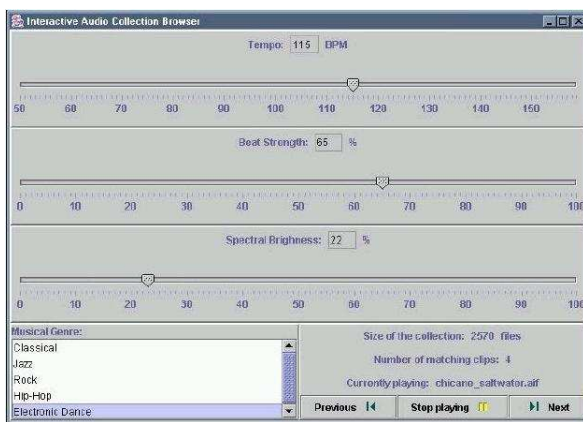 Interactive Audio Collection Browser
Tempo: 115 BPM
50 60 70 80 90 100 110 120 130 140 150
Beat Strength: 65 %
0 10 20 30 40 50 60 70 80 90 100
Spectral Brighness: 22 %
0 10 20 30 40 50 60 70 80 90 100
Musical Genre:
Classical
Jazz
Rock
Hip-Hop
Electronic Dance
Size of the collection: 2570 files
Number of matching clips: 4
Currently playing: chicano_saltwater.aif
Previous Stop playing Next